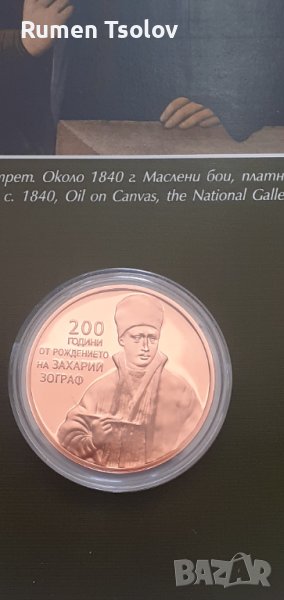 Rumen Tsolov
трет. Около 1840 г. Маслени бои, платн
c. 1840, Oil on Canvas, the National Galle
200
ГОДИНИ
ОТ РОЖДЕНИЕТО
НА ЗАХАРИЙ
ЗОГРАФ
BAZAR.BG